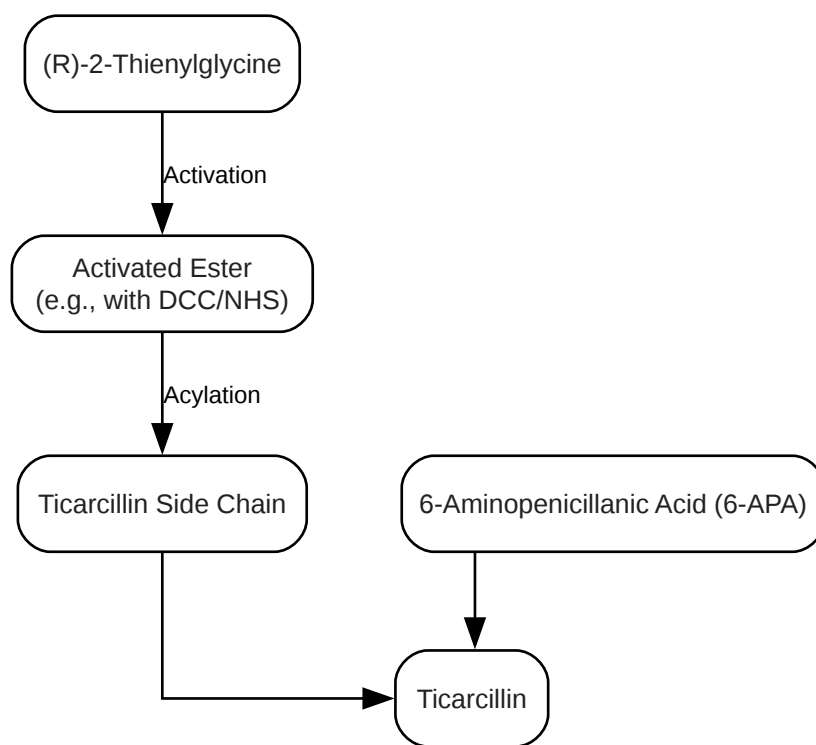 (R)-2-Thienylglycine
Activation
Activated Ester
(e.g., with DCC/NHS)
Acylation
Ticarcillin Side Chain
6-Aminopenicillanic Acid (6-APA)
Ticarcillin